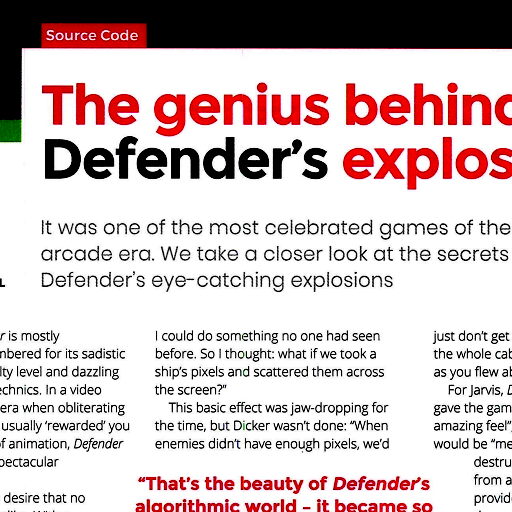 Source Code
The genius behind
Defender's explos
It was one of the most celebrated games of the
arcade era. We take a closer look at the secrets
Defender's eye-catching explosions
L
r is mostly
nbered for its sadistic
lty level and dazzling
echnics. In a video
era when obliterating
usually 'rewarded' you
of animation, Defender
pectacular
desire that no
I could do something no one had seen
before. So I thought: what if we took a
ship's pixels and scattered them across
the screen?"
This basic effect was jaw-dropping for
the time, but Dicker wasn't done: "When
enemies didn't have enough pixels, we'd
"That's the beauty of Defender's
algorithmic world – it became so
just don't get
the whole cab
as you flew ab
For Jarvis, D
gave the gam
amazing feel",
would be "me
destru
from a
provid